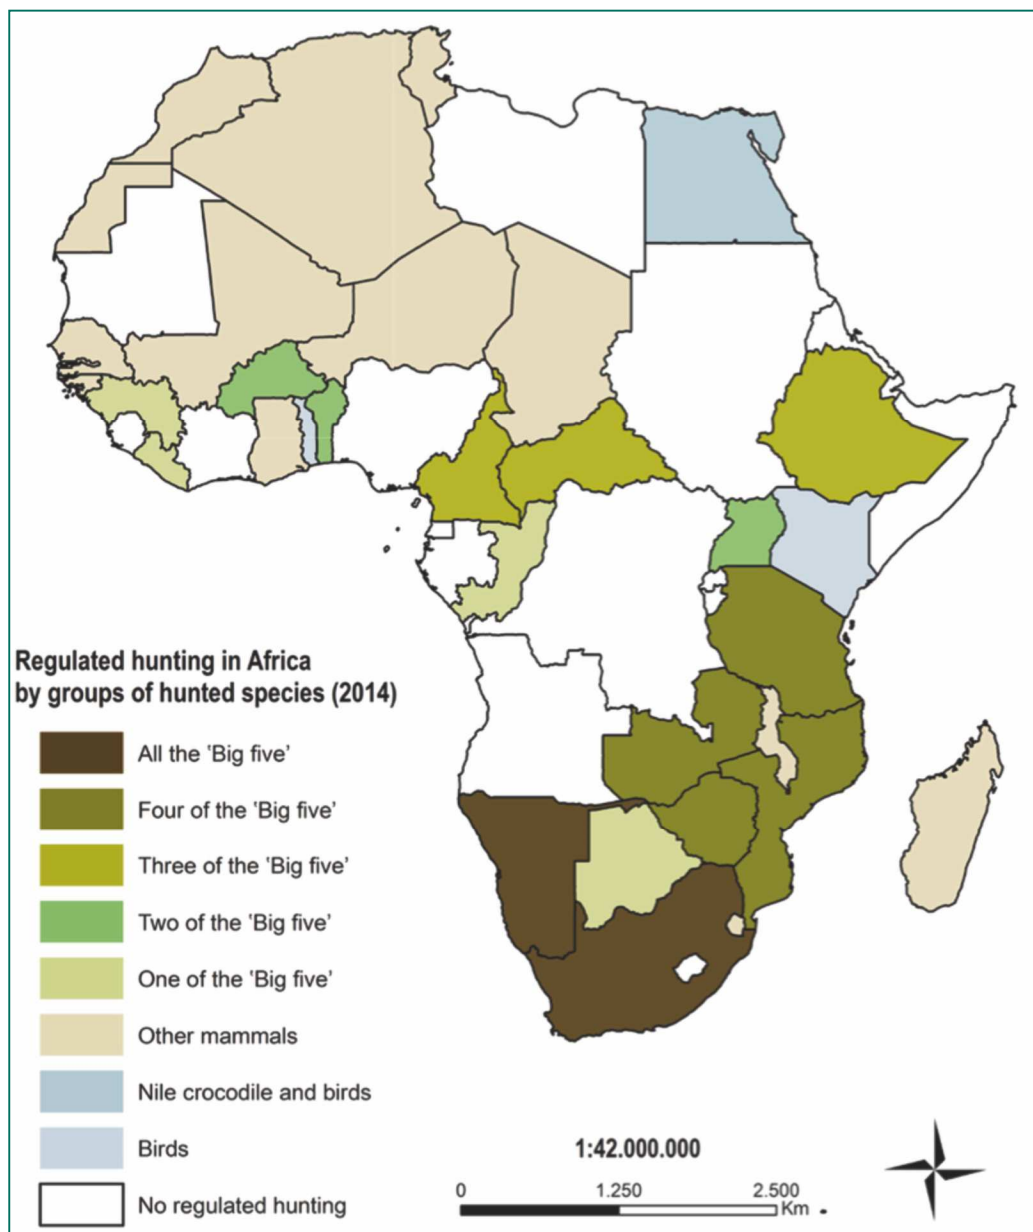 Regulated hunting in Africa
by groups of hunted species (2014)
All the 'Big five'
Four of the 'Big five'
Three of the 'Big five'
Two of the 'Big five'
One of the 'Big five'
Other mammals
Nile crocodile and birds
Birds
No regulated hunting
1:42.000.000
0 1.250 2.500
Km